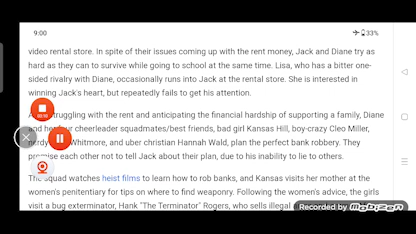 9:00
33%
video rental store. In spite of their issues coming up with the rent money, Jack and Diane try as
hard as they can to survive while going to school at the same time. Lisa, who has a bitter one-
sided rivalry with Diane, occasionally runs into Jack at the rental store. She is interested in
winning Jack's heart, but repeatedly fails to get his attention.
struggling with the rent and anticipating the financial hardship of supporting a family, Diane
and her four cheerleader squadmates/best friends, bad girl Kansas Hill, boy-crazy Cleo Miller,
Whitmore, and uber christian Hannah Wald, plan the perfect bank robbery. They
promise each other not to tell Jack about their plan, due to his inability to lie to others.
The squad watches heist films to learn how to rob banks, and Kansas visits her mother at the
women's penitentiary for tips on where to find weaponry. Following the women's advice, the girls
visit a bug exterminator, Hank "The Terminator" Rogers, who sells illegal
Recorded by Mobizen